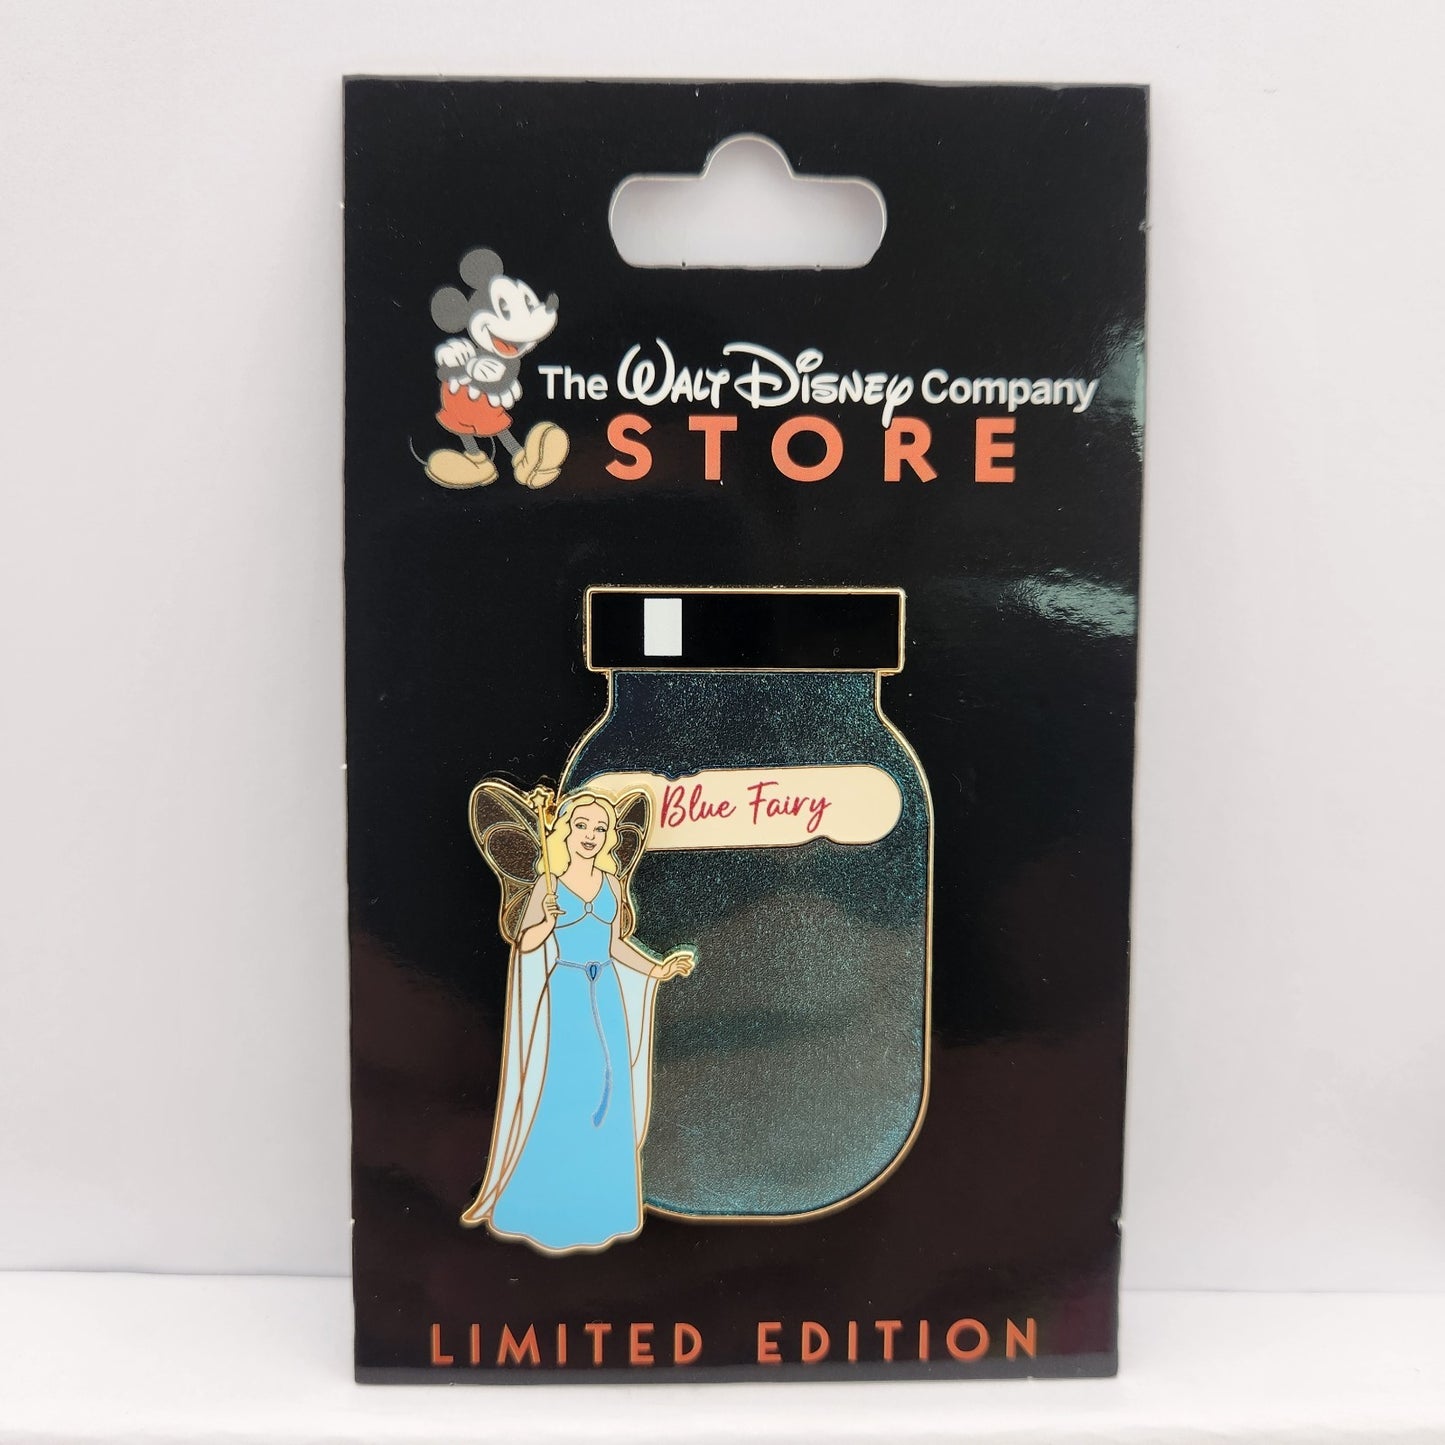 The Walt Disney Company
STORE
Blue Fairy
LIMITED EDITION